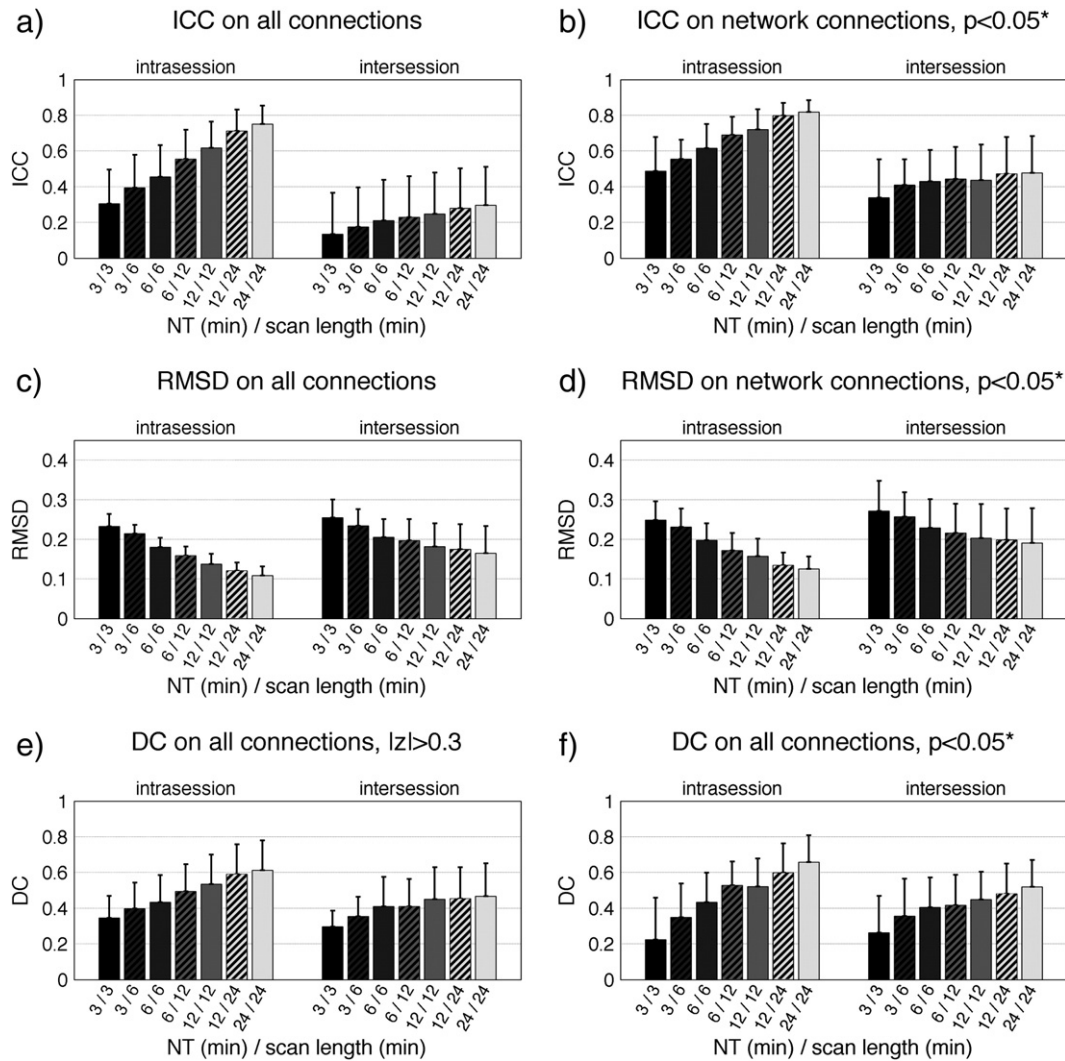 a) ICC on all connections
intrasession intersession
1
0.8
0.6
0.4
0.2
0
ICC
3 / 3 3 / 6 6 / 6 6 / 12 12 / 12 12 / 24 24 / 24 3 / 3 3 / 6 6 / 6 6 / 12 12 / 12 12 / 24 24 / 24
NT (min) / scan length (min)
b) ICC on network connections, p<0.05*
intrasession intersession
1
0.8
0.6
0.4
0.2
0
ICC
3 / 3 3 / 6 6 / 6 6 / 12 12 / 12 12 / 24 24 / 24 3 / 3 3 / 6 6 / 6 6 / 12 12 / 12 12 / 24 24 / 24
NT (min) / scan length (min)
c) RMSD on all connections
intrasession intersession
0.4
0.3
0.2
0.1
0
RMSD
3 / 3 3 / 6 6 / 6 6 / 12 12 / 12 12 / 24 24 / 24 3 / 3 3 / 6 6 / 6 6 / 12 12 / 12 12 / 24 24 / 24
NT (min) / scan length (min)
d) RMSD on network connections, p<0.05*
intrasession intersession
0.4
0.3
0.2
0.1
0
RMSD
3 / 3 3 / 6 6 / 6 6 / 12 12 / 12 12 / 24 24 / 24 3 / 3 3 / 6 6 / 6 6 / 12 12 / 12 12 / 24 24 / 24
NT (min) / scan length (min)
e) DC on all connections, |z|>0.3
intrasession intersession
1
0.8
0.6
0.4
0.2
0
DC
3 / 3 3 / 6 6 / 6 6 / 12 12 / 12 12 / 24 24 / 24 3 / 3 3 / 6 6 / 6 6 / 12 12 / 12 12 / 24 24 / 24
NT (min) / scan length (min)
f) DC on all connections, p<0.05*
intrasession intersession
1
0.8
0.6
0.4
0.2
0
DC
3 / 3 3 / 6 6 / 6 6 / 12 12 / 12 12 / 24 24 / 24 3 / 3 3 / 6 6 / 6 6 / 12 12 / 12 12 / 24 24 / 24
NT (min) / scan length (min)